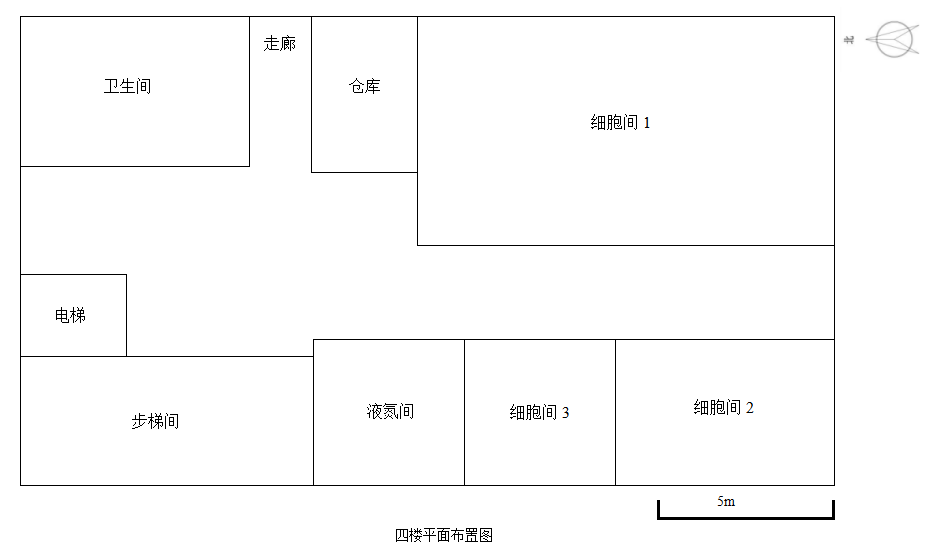 走廊
北
卫生间
仓库
细胞间 1
电梯
液氮间
细胞间 3
细胞间 2
步梯间
5m
四楼平面布置图